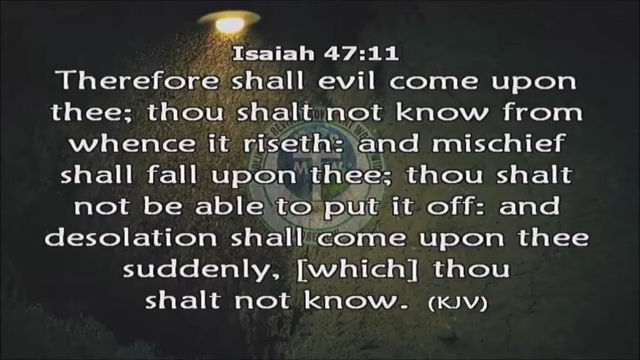 Isaiah 47:11
Therefore shall evil come upon
thee; thou shalt not know from
whence it riseth: and mischief
shall fall upon thee; thou shalt
not be able to put it off: and
desolation shall come upon thee
suddenly, [which] thou
shalt not know. (KJV)